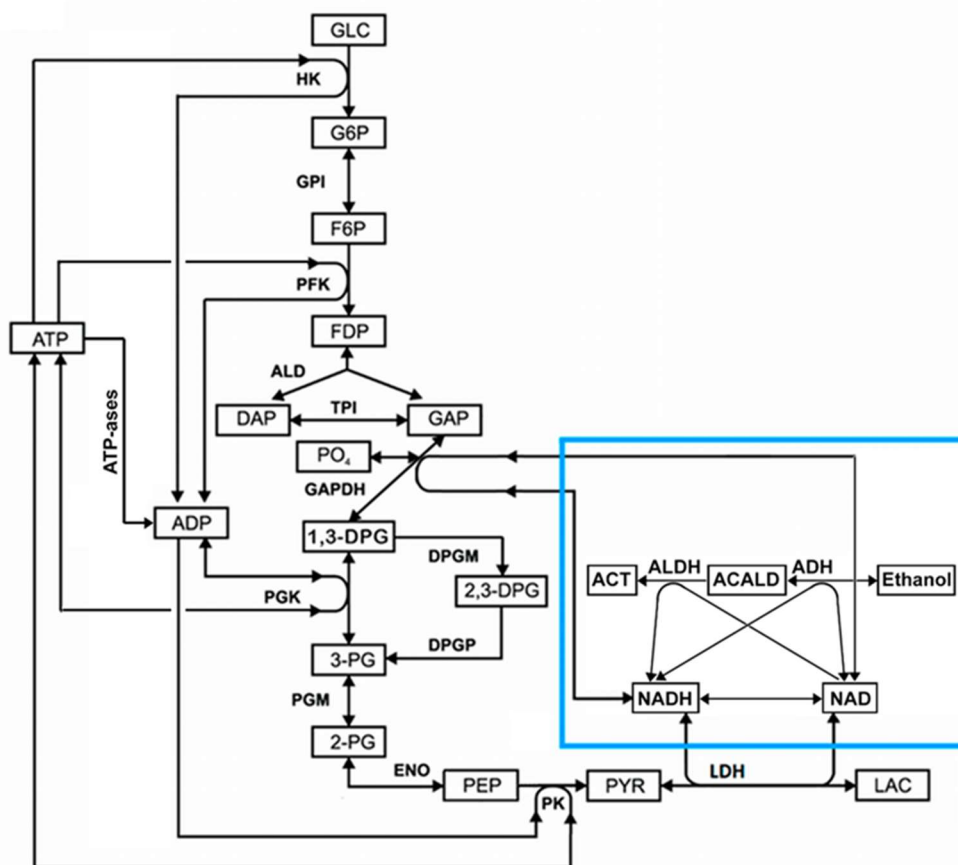 GLC
HK
G6P
GPI
F6P
PFK
ATP
FDP
ALD
DAP
TPI
GAP
ATP-ases
PO₄
GAPDH
ADP
1,3-DPG
DPGM
2,3-DPG
PGK
DPGP
3-PG
PGM
2-PG
ENO
PEP
PK
PYR
LDH
LAC
ALDH
ADH
ACT
ACALD
Ethanol
NADH
NAD